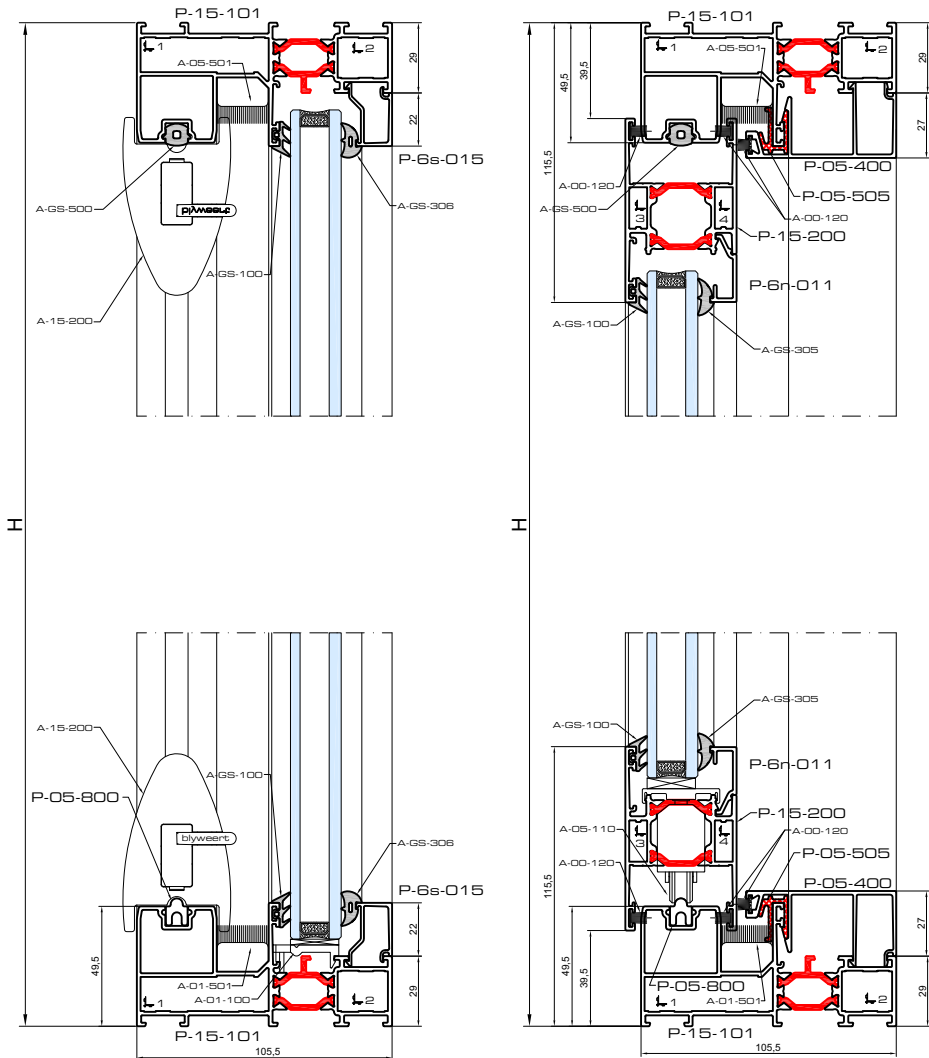 P-15-101
1
2
A-05-501
29
22
P-6s-015
A-GS-500
blyweert
A-GS-306
A-GS-100
A-15-200
H
A-15-200
A-GS-100
P-05-800
blyweert
A-GS-306
P-6s-015
22
49,5
A-01-501
A-01-100
29
1
2
P-15-101
105,5
P-15-101
1
2
A-05-501
29
39,5
49,5
27
115,5
P-05-400
A-00-120
P-05-505
A-GS-500
A-00-120
3
4
P-15-200
P-6n-011
A-GS-100
A-GS-305
H
A-GS-100
A-GS-305
P-6n-011
P-15-200
A-05-110
A-00-120
3
4
P-05-505
A-00-120
P-05-400
115,5
27
49,5
39,5
P-05-800
A-01-501
29
1
2
P-15-101
105,5